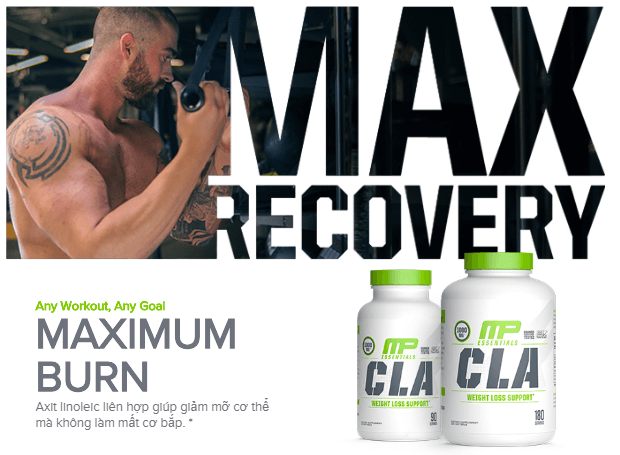 MAX
RECOVERY
Any Workout, Any Goal
MAXIMUM
BURN
Axit linoleic liên hợp giúp giảm mỡ cơ thể
mà không làm mất cơ bắp. *
MP
ESSENTIALS
CLA
WEIGHT LOSS SUPPORT*
90
MP
ESSENTIALS
CLA
WEIGHT LOSS SUPPORT*
180